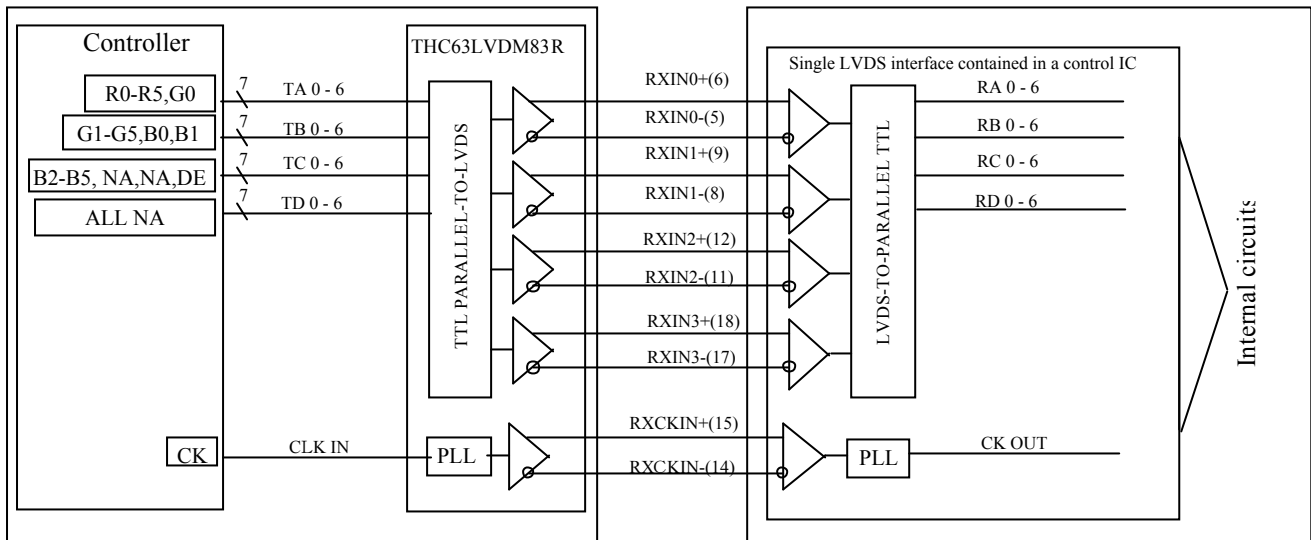 Controller
R0-R5,G0
G1-G5,B0,B1
B2-B5, NA,NA,DE
ALL NA
CK
7
TA 0 - 6
7
TB 0 - 6
7
TC 0 - 6
7
TD 0 - 6
CLK IN
THC63LVDM83R
TTL PARALLEL-TO-LVDS
PLL
RXIN0+(6)
RXIN0-(5)
RXIN1+(9)
RXIN1-(8)
RXIN2+(12)
RXIN2-(11)
RXIN3+(18)
RXIN3-(17)
RXCKIN+(15)
RXCKIN-(14)
Single LVDS interface contained in a control IC
LVDS-TO-PARALLEL TTL
PLL
RA 0 - 6
RB 0 - 6
RC 0 - 6
RD 0 - 6
CK OUT
Internal circuits